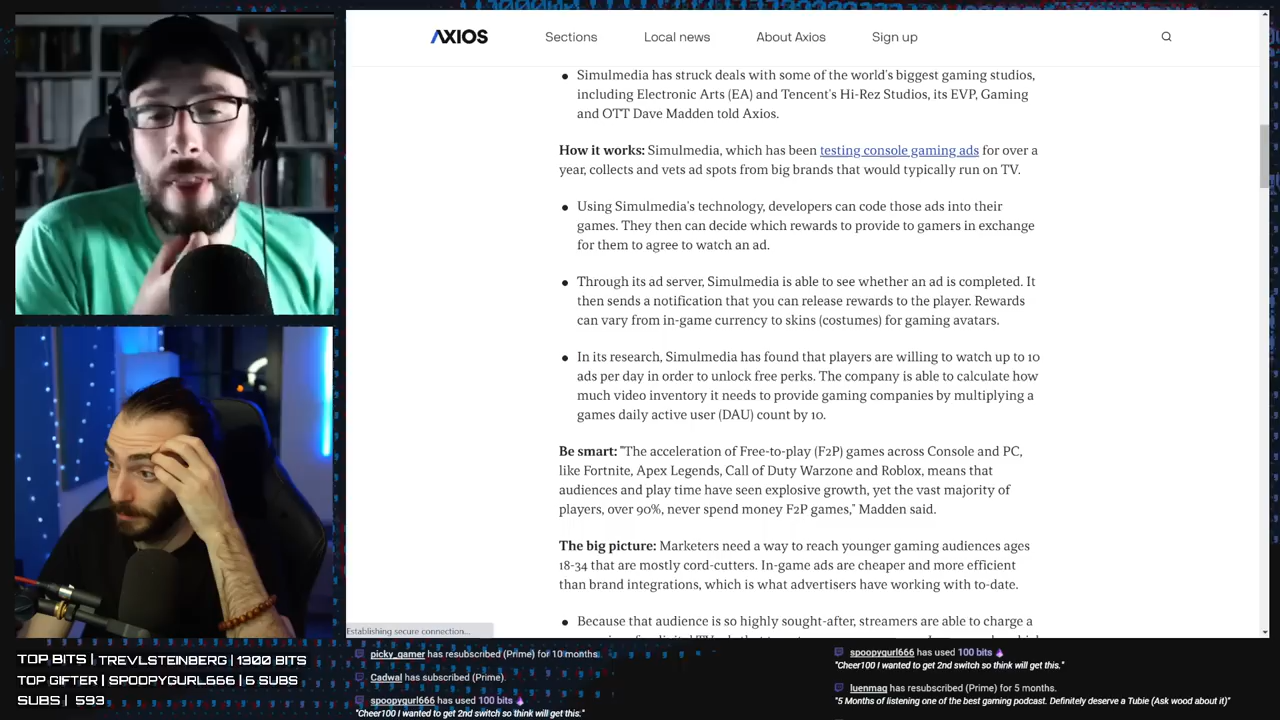 AXIOS
Sections
Local news
About Axios
Sign up
Simulmedia has struck deals with some of the world's biggest gaming studios,
including Electronic Arts (EA) and Tencent's Hi-Rez Studios, its EVP, Gaming
and OTT Dave Madden told Axios.
How it works: Simulmedia, which has been testing console gaming ads for over a
year, collects and vets ad spots from big brands that would typically run on TV.
Using Simulmedia's technology, developers can code those ads into their
games. They then can decide which rewards to provide to gamers in exchange
for them to agree to watch an ad.
Through its ad server, Simulmedia is able to see whether an ad is completed. It
then sends a notification that you can release rewards to the player. Rewards
can vary from in-game currency to skins (costumes) for gaming avatars.
In its research, Simulmedia has found that players are willing to watch up to 10
ads per day in order to unlock free perks. The company is able to calculate how
much video inventory it needs to provide gaming companies by multiplying a
games daily active user (DAU) count by 10.
Be smart: "The acceleration of Free-to-play (F2P) games across Console and PC,
like Fortnite, Apex Legends, Call of Duty Warzone and Roblox, means that
audiences and play time have seen explosive growth, yet the vast majority of
players, over 90%, never spend money F2P games," Madden said.
The big picture: Marketers need a way to reach younger gaming audiences ages
18-34 that are mostly cord-cutters. In-game ads are cheaper and more efficient
than brand integrations, which is what advertisers have working with to-date.
Because that audience is so highly sought-after, streamers are able to charge a
Establishing secure connection...
TOP BITS | TREVLSTEINBERG | 1300 BITS
TOP GIFTER | SPOOPYGURL666 | 6 SUBS
SUBS | 593
picky_gamer has resubscribed (Prime) for 10 months.
Cadwal has subscribed (Prime).
spoopygurl666 has used 100 bits
"Cheer100 I wanted to get 2nd switch so think will get this."
spoopygurl666 has used 100 bits
"Cheer100 I wanted to get 2nd switch so think will get this."
luenmag has resubscribed (Prime) for 5 months.
"5 Months of listening one of the best gaming podcast. Definitely deserve a Tubie (Ask wood about it)"